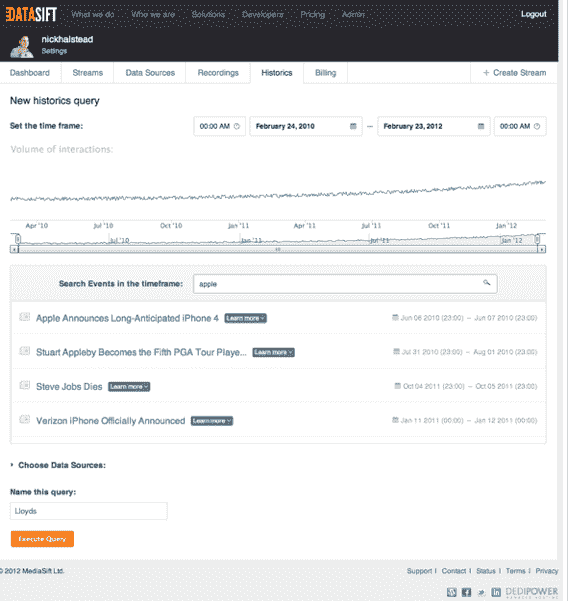 DATASIFT What we do Who we are Solutions Developers Pricing Admin Logout
nickhalstead
Settings
Dashboard Streams Data Sources Recordings Historics Billing + Create Stream
New historics query
Set the time frame: 00:00 AM February 24, 2010 — February 23, 2012 00:00 AM
Volume of interactions:
Apr '10 Jul '10 Oct '10 Jan '11 Apr '11 Jul '11 Oct '11 Jan '12
Jul '10 Jan '11 Jul '11 Jan '12
Search Events in the timeframe: apple
Apple Announces Long-Anticipated iPhone 4 Learn more Jun 06 2010 (23:00) – Jun 07 2010 (23:00)
Stuart Appleby Becomes the Fifth PGA Tour Playe... Learn more Jul 31 2010 (23:00) – Aug 01 2010 (23:00)
Steve Jobs Dies Learn more Oct 04 2011 (23:00) – Oct 05 2011 (23:00)
Verizon iPhone Officially Announced Learn more Jan 11 2011 (00:00) – Jan 12 2011 (00:00)
Choose Data Sources:
Name this query:
Lloyds
Execute Query
© 2012 MediaSift Ltd. Support | Contact | Status | Terms | Privacy
DEDIPOWER
MANAGED HOSTING